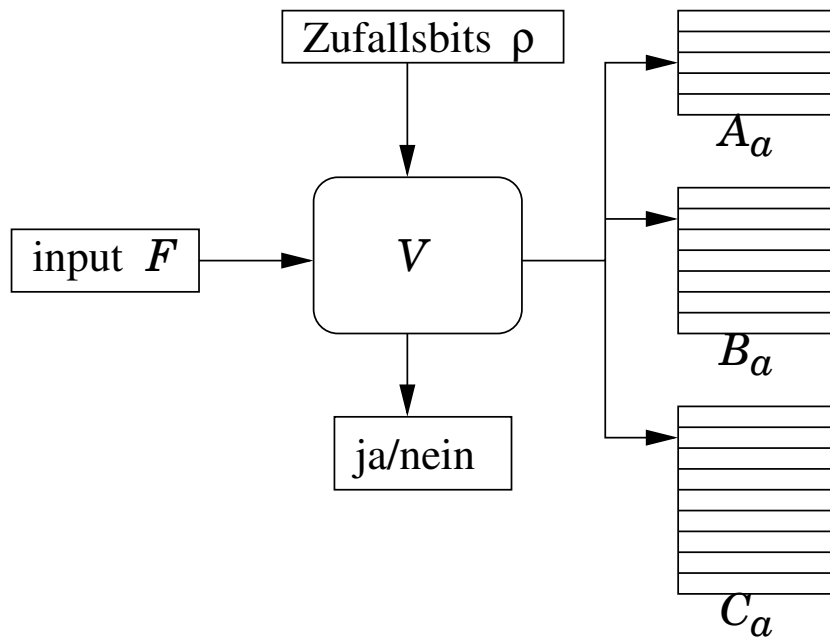 Zufallsbits ρ
A_a
input F
V
B_a
ja/nein
C_a